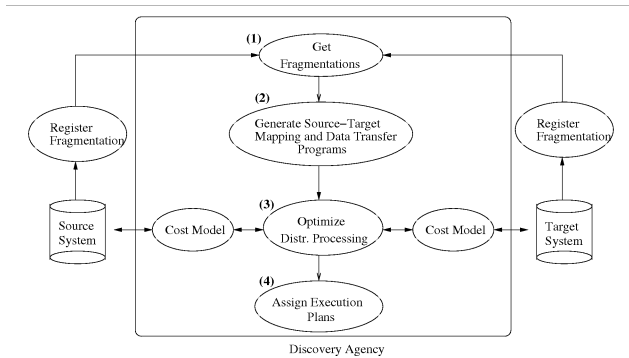 (1)
Get
Fragmentations
(2)
Generate Source–Target
Mapping and Data Transfer
Programs
Register
Fragmentation
Register
Fragmentation
(3)
Optimize
Distr. Processing
Source
System
Cost Model
Cost Model
Target
System
(4)
Assign Execution
Plans
Discovery Agency